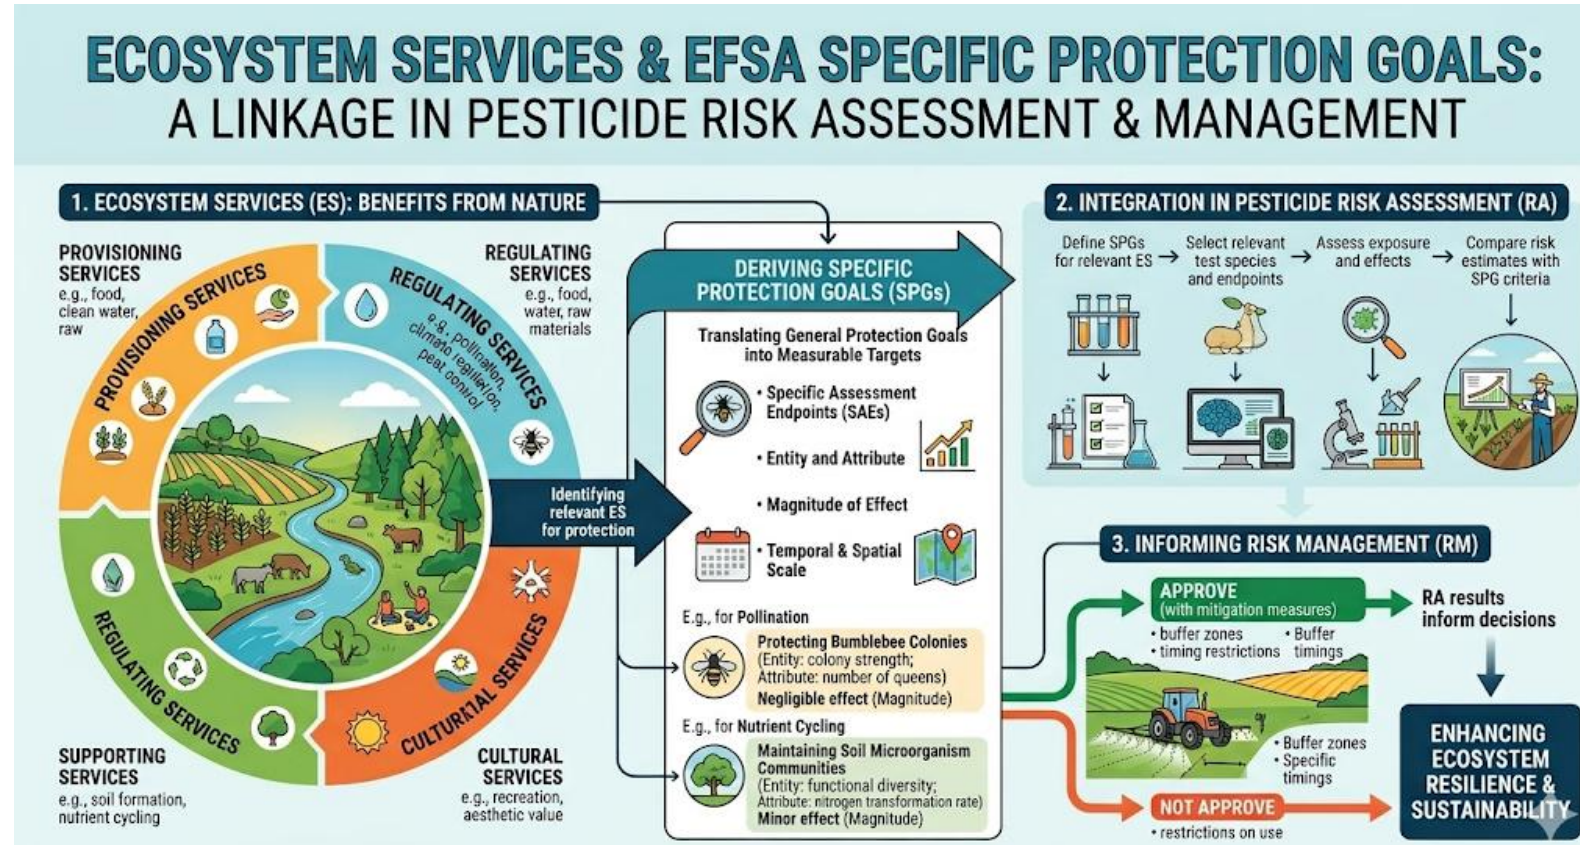 ECOSYSTEM SERVICES & EFSA SPECIFIC PROTECTION GOALS:
A LINKAGE IN PESTICIDE RISK ASSESSMENT & MANAGEMENT
1. ECOSYSTEM SERVICES (ES): BENEFITS FROM NATURE
PROVISIONING
SERVICES
e.g., food,
clean water,
raw
REGULATING
SERVICES
e.g., food,
water, raw
materials
PROVISIONING SERVICES
REGULATING SERVICES
e.g., pollination,
climate regulation,
pest control
REGULATING SERVICES
SUPPORTING
SERVICES
e.g., soil formation,
nutrient cycling
CULTURAL
SERVICES
e.g., recreation,
aesthetic value
Identifying
relevant ES
for protection
DERIVING SPECIFIC
PROTECTION GOALS (SPGs)
Translating General Protection Goals
into Measurable Targets
• Specific Assessment
Endpoints (SAEs)
• Entity and Attribute
• Magnitude of Effect
• Temporal & Spatial
Scale
E.g., for Pollination
Protecting Bumblebee Colonies
(Entity: colony strength;
Attribute: number of queens)
Negligible effect (Magnitude)
E.g., for Nutrient Cycling
Maintaining Soil Microorganism
Communities
(Entity: functional diversity;
Attribute: nitrogen transformation rate)
Minor effect (Magnitude)
2. INTEGRATION IN PESTICIDE RISK ASSESSMENT (RA)
Define SPGs
for relevant ES
Select relevant
test species
and endpoints
Assess exposure
and effects
Compare risk
estimates with
SPG criteria
3. INFORMING RISK MANAGEMENT (RM)
APPROVE
(with mitigation measures)
• buffer zones
• timing restrictions
• Buffer
timings
RA results
inform decisions
• Buffer zones
• Specific
timings
NOT APPROVE
• restrictions on use
ENHANCING
ECOSYSTEM
RESILIENCE &
SUSTAINABILITY